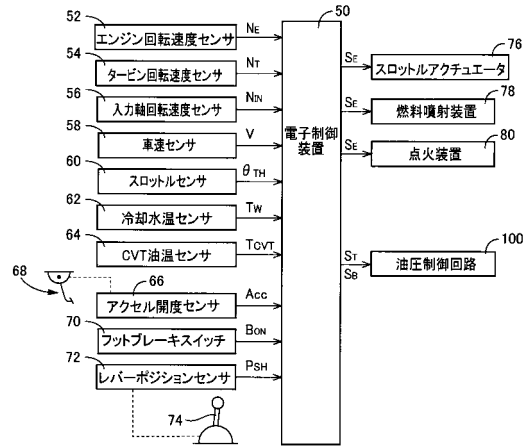 52
エンジン回転速度センサ
NE
54
タービン回転速度センサ
NT
56
入力軸回転速度センサ
NIN
58
車速センサ
V
60
スロットルセンサ
θTH
62
冷却水温センサ
TW
64
CVT油温センサ
TCVT
68
66
アクセル開度センサ
ACC
70
フットブレーキスイッチ
BON
72
レバーポジションセンサ
PSH
74
50
電子制御
装置
SE
76
スロットルアクチュエータ
SE
78
燃料噴射装置
SE
80
点火装置
ST
SB
100
油圧制御回路